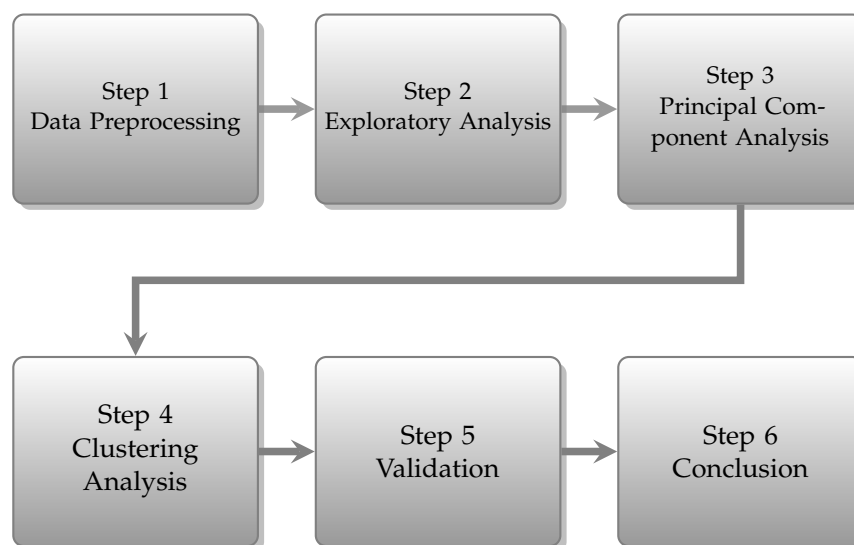 Step 1
Data Preprocessing
Step 2
Exploratory Analysis
Step 3
Principal Com-
ponent Analysis
Step 4
Clustering
Analysis
Step 5
Validation
Step 6
Conclusion